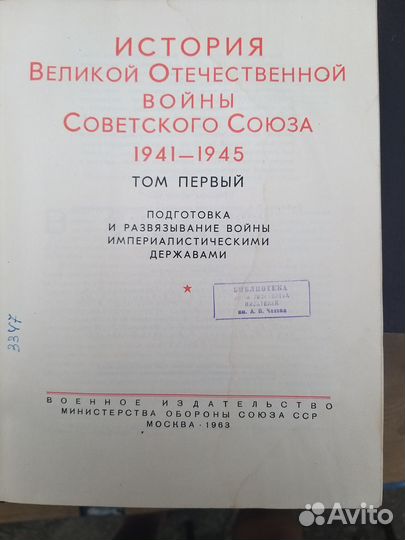 ИСТОРИЯ
ВЕЛИКОЙ ОТЕЧЕСТВЕННОЙ
ВОЙНЫ
СОВЕТСКОГО СОЮЗА
1941—1945
ТОМ ПЕРВЫЙ
ПОДГОТОВКА
И РАЗВЯЗЫВАНИЕ ВОЙНЫ
ИМПЕРИАЛИСТИЧЕСКИМИ
ДЕРЖАВАМИ
БИБЛИОТЕКА
им. А. П. Чехова
3347
ВОЕННОЕ ИЗДАТЕЛЬСТВО
МИНИСТЕРСТВА ОБОРОНЫ СОЮЗА ССР
МОСКВА · 1963
Avito